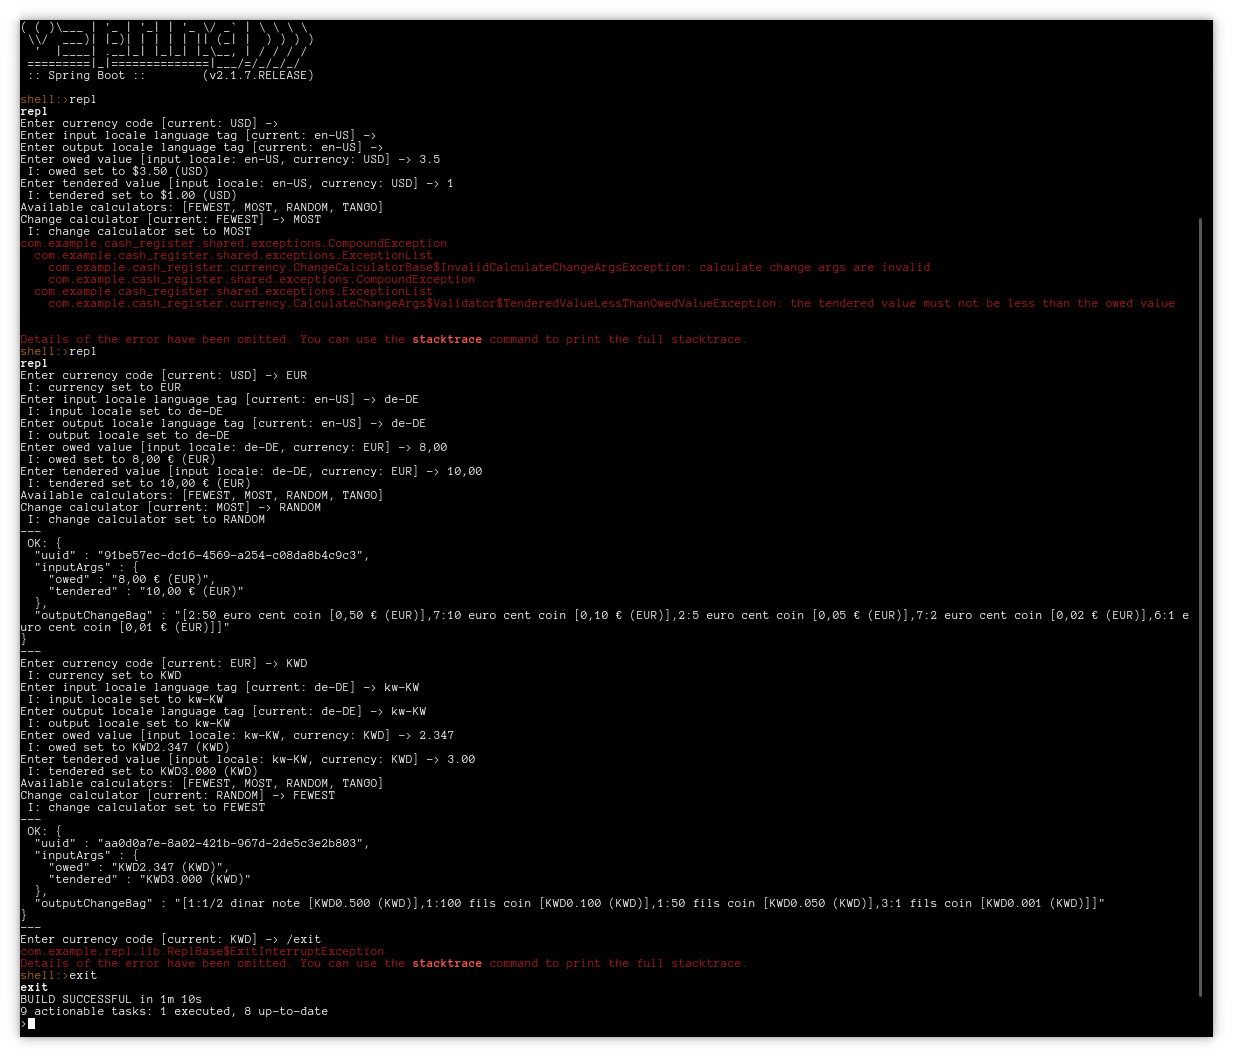 ( ( )\___ | '_ | '_| | '_ \/ _` | \ \ \ \
 \\/  ___)| |_)| | | | | || (_| |  ) ) ) )
  '  |____| .__|_| |_|_| |_\__, | / / / /
 =========|_|==============|___/=/_/_/_/
 :: Spring Boot ::        (v2.1.7.RELEASE)
shell:>repl
repl
Enter currency code [current: USD] ->
Enter input locale language tag [current: en-US] ->
Enter output locale language tag [current: en-US] ->
Enter owed value [input locale: en-US, currency: USD] -> 3.5
 I: owed set to $3.50 (USD)
Enter tendered value [input locale: en-US, currency: USD] -> 1
 I: tendered set to $1.00 (USD)
Available calculators: [FEWEST, MOST, RANDOM, TANGO]
Change calculator [current: FEWEST] -> MOST
 I: change calculator set to MOST
com.example.cash_register.shared.exceptions.CompoundException
  com.example.cash_register.shared.exceptions.ExceptionList
    com.example.cash_register.currency.ChangeCalculatorBase$InvalidCalculateChangeArgsException: calculate change args are invalid
    com.example.cash_register.shared.exceptions.CompoundException
  com.example.cash_register.shared.exceptions.ExceptionList
    com.example.cash_register.currency.CalculateChangeArgs$Validator$TenderedValueLessThanOwedValueException: the tendered value must not be less than the owed value
Details of the error have been omitted. You can use the stacktrace command to print the full stacktrace.
shell:>repl
repl
Enter currency code [current: USD] -> EUR
 I: currency set to EUR
Enter input locale language tag [current: en-US] -> de-DE
 I: input locale set to de-DE
Enter output locale language tag [current: en-US] -> de-DE
 I: output locale set to de-DE
Enter owed value [input locale: de-DE, currency: EUR] -> 8,00
 I: owed set to 8,00 € (EUR)
Enter tendered value [input locale: de-DE, currency: EUR] -> 10,00
 I: tendered set to 10,00 € (EUR)
Available calculators: [FEWEST, MOST, RANDOM, TANGO]
Change calculator [current: MOST] -> RANDOM
 I: change calculator set to RANDOM
---
 OK: {
  "uuid" : "91be57ec-dc16-4569-a254-c08da8b4c9c3",
  "inputArgs" : {
    "owed" : "8,00 € (EUR)",
    "tendered" : "10,00 € (EUR)"
  },
  "outputChangeBag" : "[2:50 euro cent coin [0,50 € (EUR)],7:10 euro cent coin [0,10 € (EUR)],2:5 euro cent coin [0,05 € (EUR)],7:2 euro cent coin [0,02 € (EUR)],6:1 e
uro cent coin [0,01 € (EUR)]]"
}
---
Enter currency code [current: EUR] -> KWD
 I: currency set to KWD
Enter input locale language tag [current: de-DE] -> kw-KW
 I: input locale set to kw-KW
Enter output locale language tag [current: de-DE] -> kw-KW
 I: output locale set to kw-KW
Enter owed value [input locale: kw-KW, currency: KWD] -> 2.347
 I: owed set to KWD2.347 (KWD)
Enter tendered value [input locale: kw-KW, currency: KWD] -> 3.00
 I: tendered set to KWD3.000 (KWD)
Available calculators: [FEWEST, MOST, RANDOM, TANGO]
Change calculator [current: RANDOM] -> FEWEST
 I: change calculator set to FEWEST
---
 OK: {
  "uuid" : "aa0d0a7e-8a02-421b-967d-2de5c3e2b803",
  "inputArgs" : {
    "owed" : "KWD2.347 (KWD)",
    "tendered" : "KWD3.000 (KWD)"
  },
  "outputChangeBag" : "[1:1/2 dinar note [KWD0.500 (KWD)],1:100 fils coin [KWD0.100 (KWD)],1:50 fils coin [KWD0.050 (KWD)],3:1 fils coin [KWD0.001 (KWD)]]"
}
---
Enter currency code [current: KWD] -> /exit
com.example.repl.lib.ReplBase$ExitInterruptException
Details of the error have been omitted. You can use the stacktrace command to print the full stacktrace.
shell:>exit
exit
BUILD SUCCESSFUL in 1m 10s
9 actionable tasks: 1 executed, 8 up-to-date
>